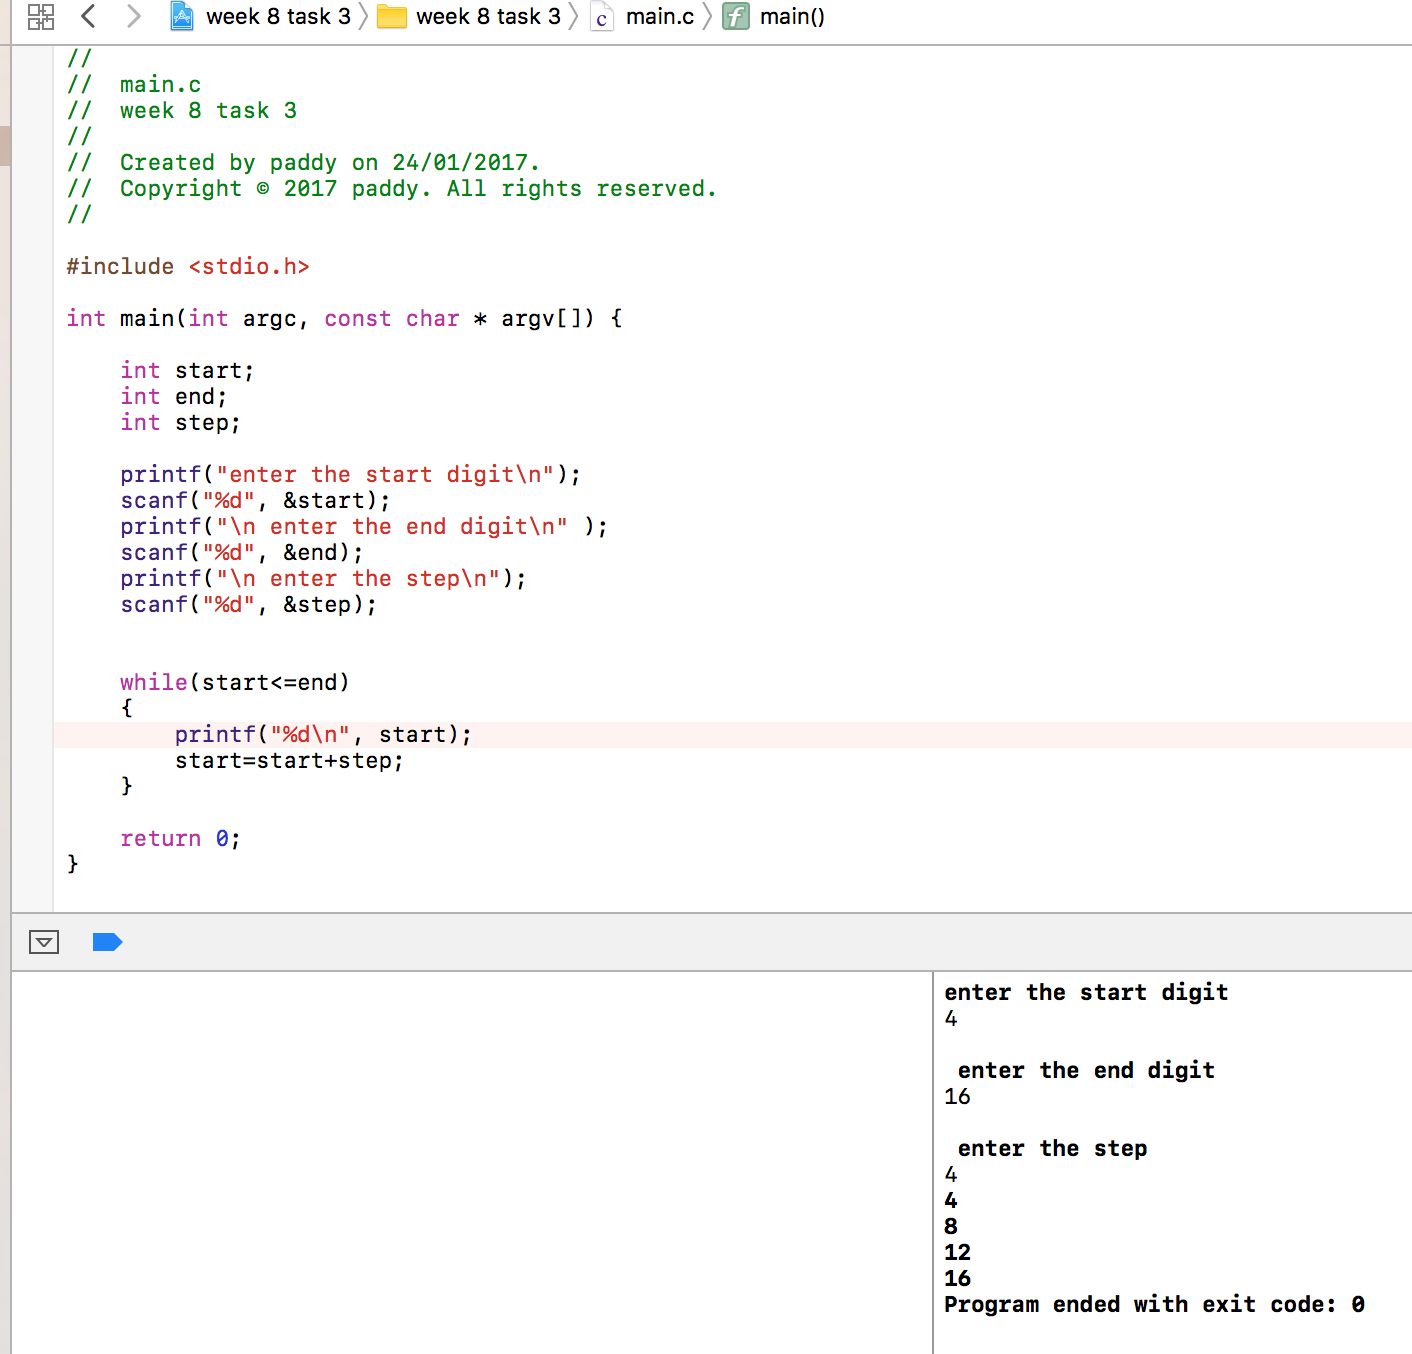 week 8 task 3 week 8 task 3 c main.c f main()
//
// main.c
// week 8 task 3
//
// Created by paddy on 24/01/2017.
// Copyright © 2017 paddy. All rights reserved.
//
#include <stdio.h>
int main(int argc, const char * argv[]) {
int start;
int end;
int step;
printf("enter the start digit\n");
scanf("%d", &start);
printf("\n enter the end digit\n" );
scanf("%d", &end);
printf("\n enter the step\n");
scanf("%d", &step);
while(start<=end)
{
printf("%d\n", start);
start=start+step;
}
return 0;
}
enter the start digit
4
enter the end digit
16
enter the step
4
4
8
12
16
Program ended with exit code: 0